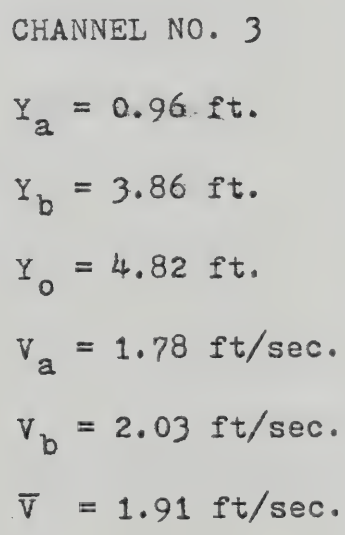 CHANNEL NO. 3
Y_a = 0.96 ft.
Y_b = 3.86 ft.
Y_o = 4.82 ft.
V_a = 1.78 ft/sec.
V_b = 2.03 ft/sec.
V̅ = 1.91 ft/sec.